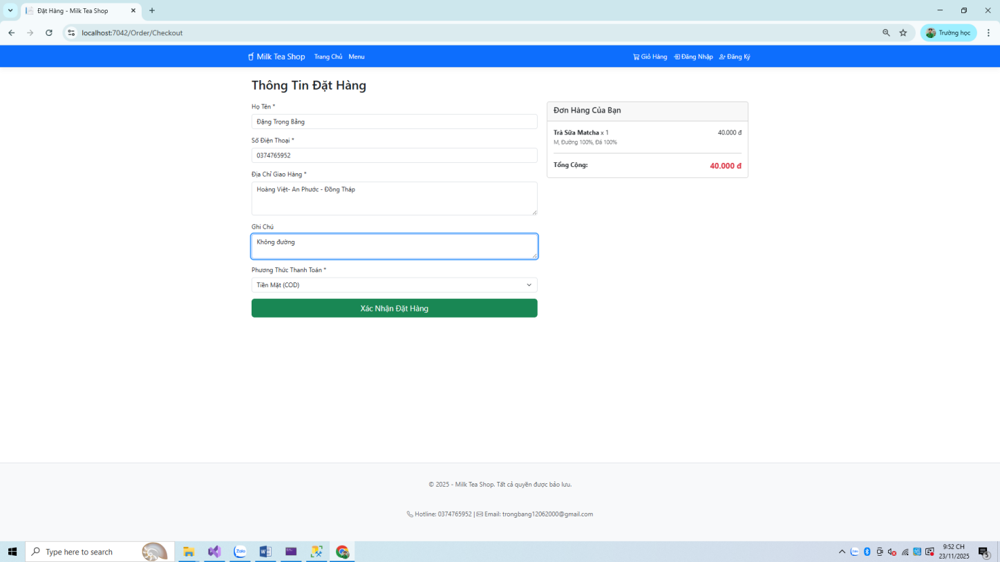 Đặt Hàng - Milk Tea Shop
localhost:7042/Order/Checkout
Trường học
Milk Tea Shop Trang Chủ Menu
Giỏ Hàng Đăng Nhập Đăng Ký
Thông Tin Đặt Hàng
Họ Tên *
Đặng Trọng Bằng
Số Điện Thoại *
0374765952
Địa Chỉ Giao Hàng *
Hoàng Việt- An Phước - Đồng Tháp
Ghi Chú
Không đường
Phương Thức Thanh Toán *
Tiền Mặt (COD)
Xác Nhận Đặt Hàng
Đơn Hàng Của Bạn
Trà Sữa Matcha x 1 40.000 đ
M, Đường 100%, Đá 100%
Tổng Cộng: 40.000 đ
© 2025 - Milk Tea Shop. Tất cả quyền được bảo lưu.
Hotline: 0374765952 | Email: trongbang12062000@gmail.com
Type here to search
Zalo
9:52 CH
23/11/2025
5